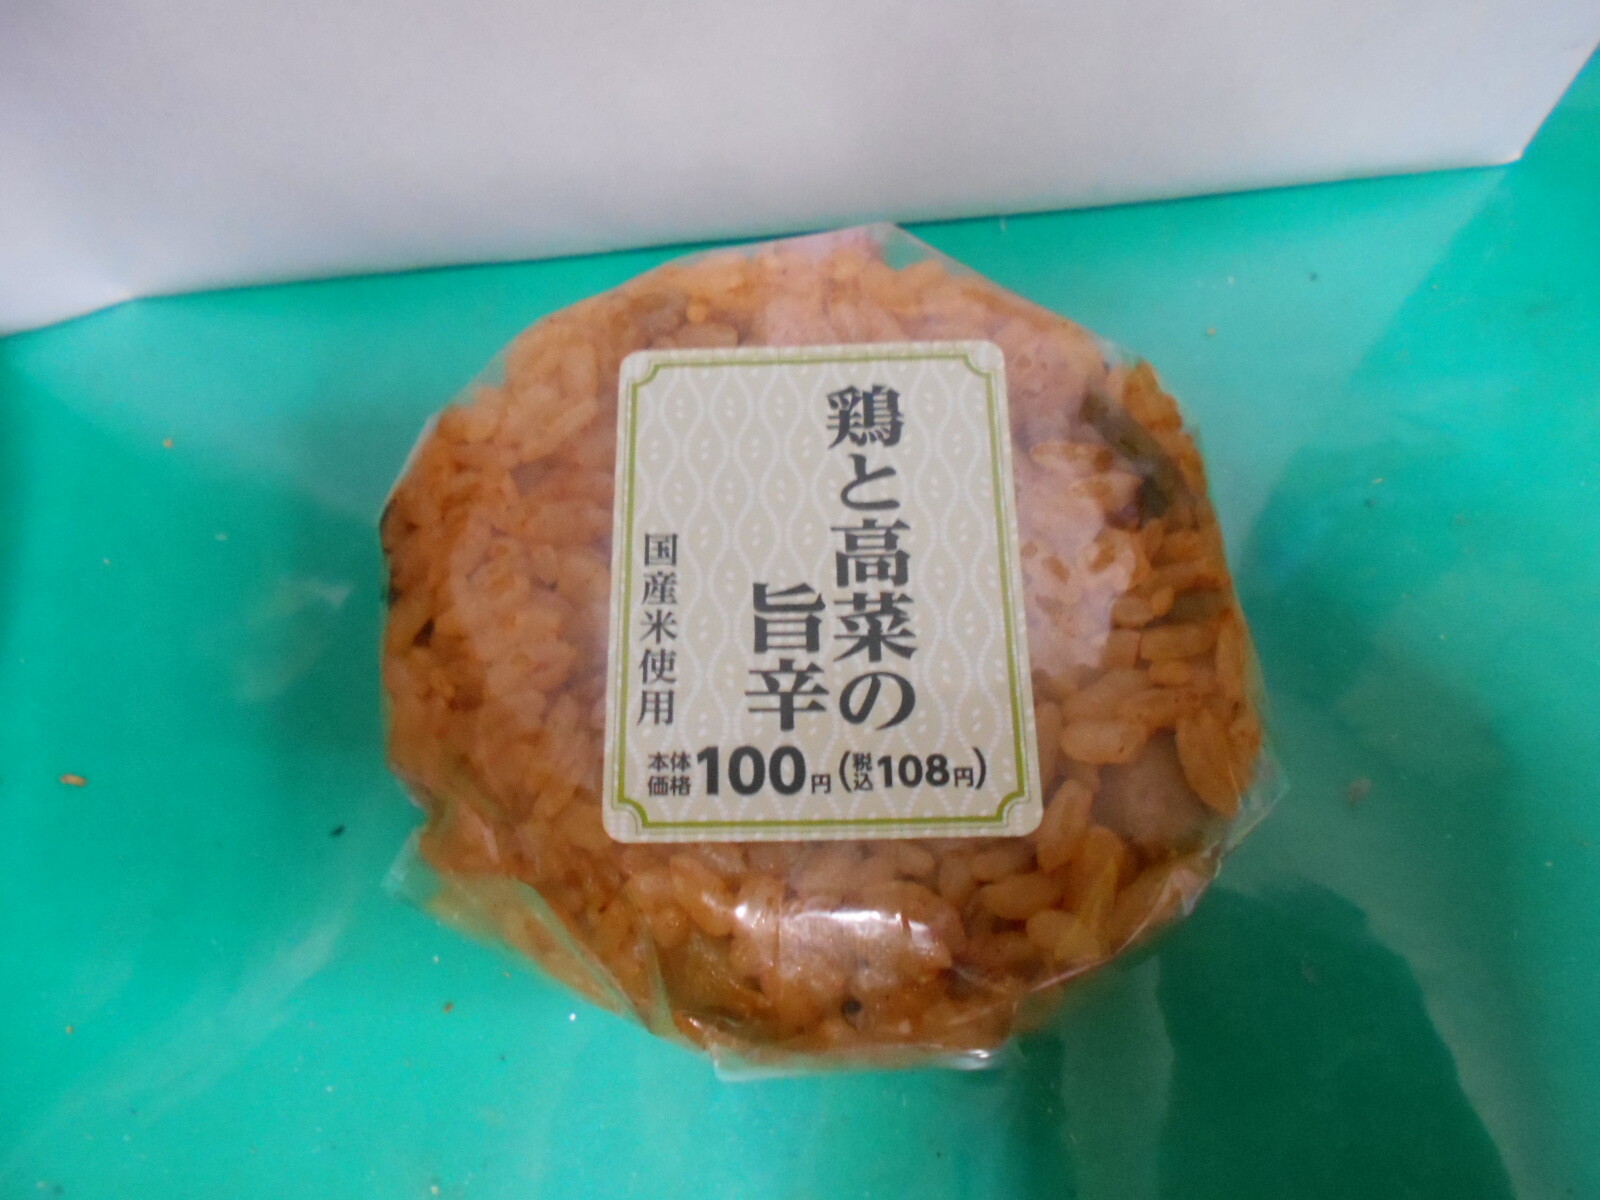 鶏と高菜の
旨辛
国産米使用
本体価格100円(税込108円)